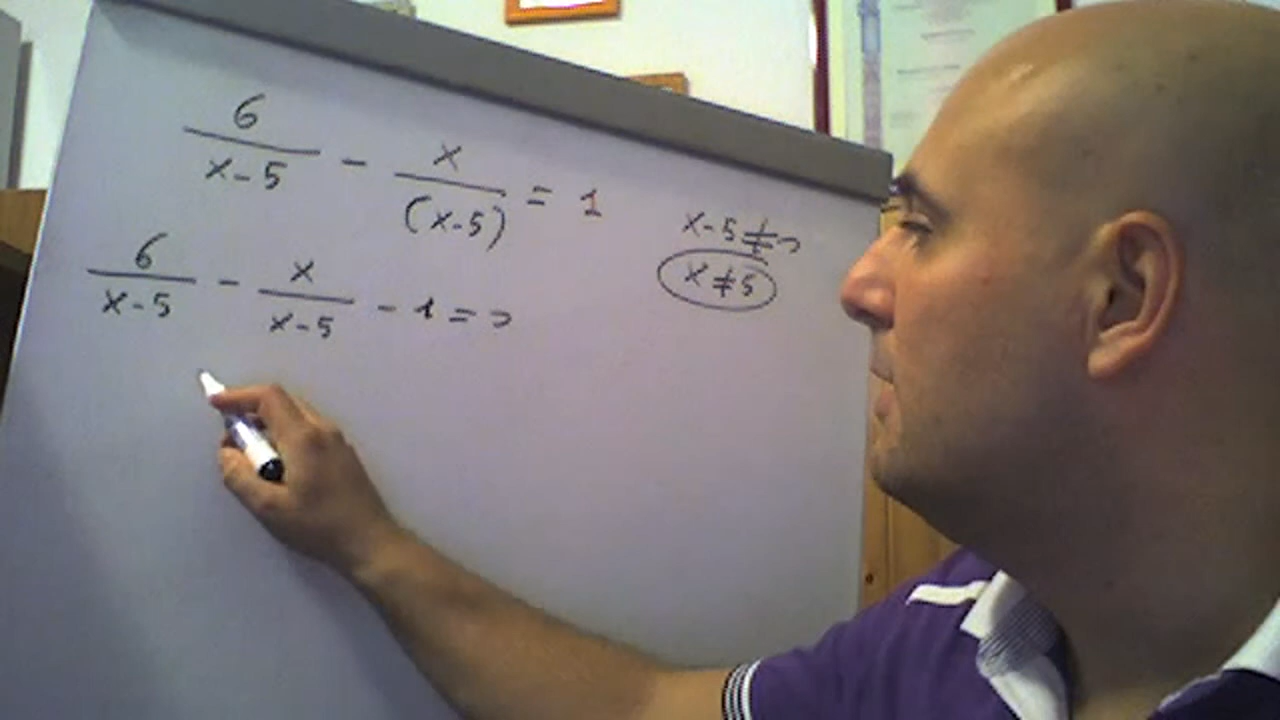 6/(x-5) - x/(x-5) = 1
x-5≠0
x≠5
6/(x-5) - x/(x-5) - 1 = 0